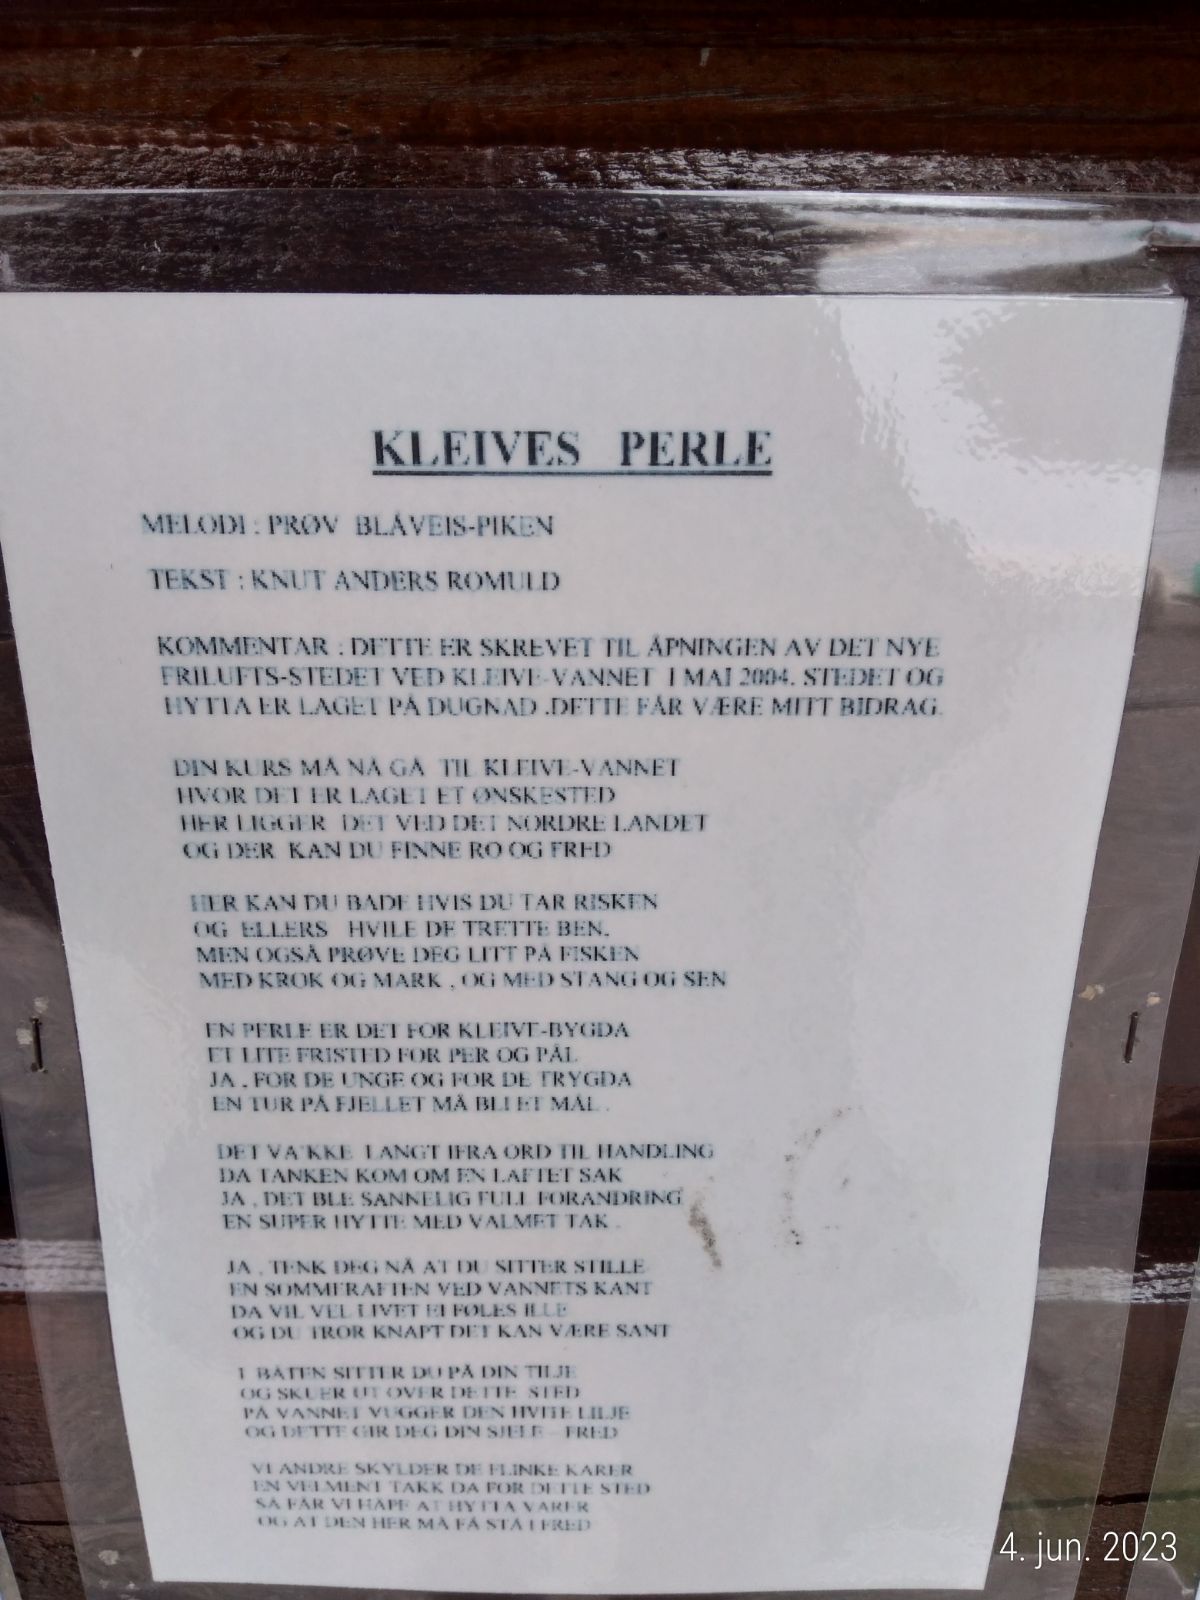 KLEIVES PERLE
MELODI : PRØV BLÅVEIS-PIKEN
TEKST : KNUT ANDERS ROMULD
KOMMENTAR : DETTE ER SKREVET TIL ÅPNINGEN AV DET NYE
FRILUFTS-STEDET VED KLEIVE-VANNET I MAI 2004. STEDET OG
HYTTA ER LAGET PÅ DUGNAD .DETTE FÅR VÆRE MITT BIDRAG.
DIN KURS MÅ NÅ GÅ TIL KLEIVE-VANNET
HVOR DET ER LAGET ET ØNSKESTED
HER LIGGER DET VED DET NORDRE LANDET
OG DER KAN DU FINNE RO OG FRED
HER KAN DU BADE HVIS DU TAR RISKEN
OG ELLERS HVILE DE TRETTE BEN.
MEN OGSÅ PRØVE DEG LITT PÅ FISKEN
MED KROK OG MARK , OG MED STANG OG SEN
EN PERLE ER DET FOR KLEIVE-BYGDA
ET LITE FRISTED FOR PER OG PÅL
JA , FOR DE UNGE OG FOR DE TRYGDA
EN TUR PÅ FJELLET MÅ BLI ET MÅL .
DET VA'KKE LANGT IFRA ORD TIL HANDLING
DA TANKEN KOM OM EN LAFTET SAK
JA , DET BLE SANNELIG FULL FORANDRING
EN SUPER HYTTE MED VALMET TAK .
JA , TENK DEG NÅ AT DU SITTER STILLE
EN SOMMERAFTEN VED VANNETS KANT
DA VIL VEL LIVET EI FØLES ILLE
OG DU TROR KNAPT DET KAN VÆRE SANT
I BÅTEN SITTER DU PÅ DIN TILJE
OG SKUER UT OVER DETTE STED
PÅ VANNET VUGGER DEN HVITE LILJE
OG DETTE GIR DEG DIN SJELE - FRED
VI ANDRE SKYLDER DE FLINKE KARER
EN VELMENT TAKK DA FOR DETTE STED
SÅ FÅR VI HÅPE AT HYTTA VARER
OG AT DEN HER MÅ FÅ STÅ I FRED
4. jun. 2023